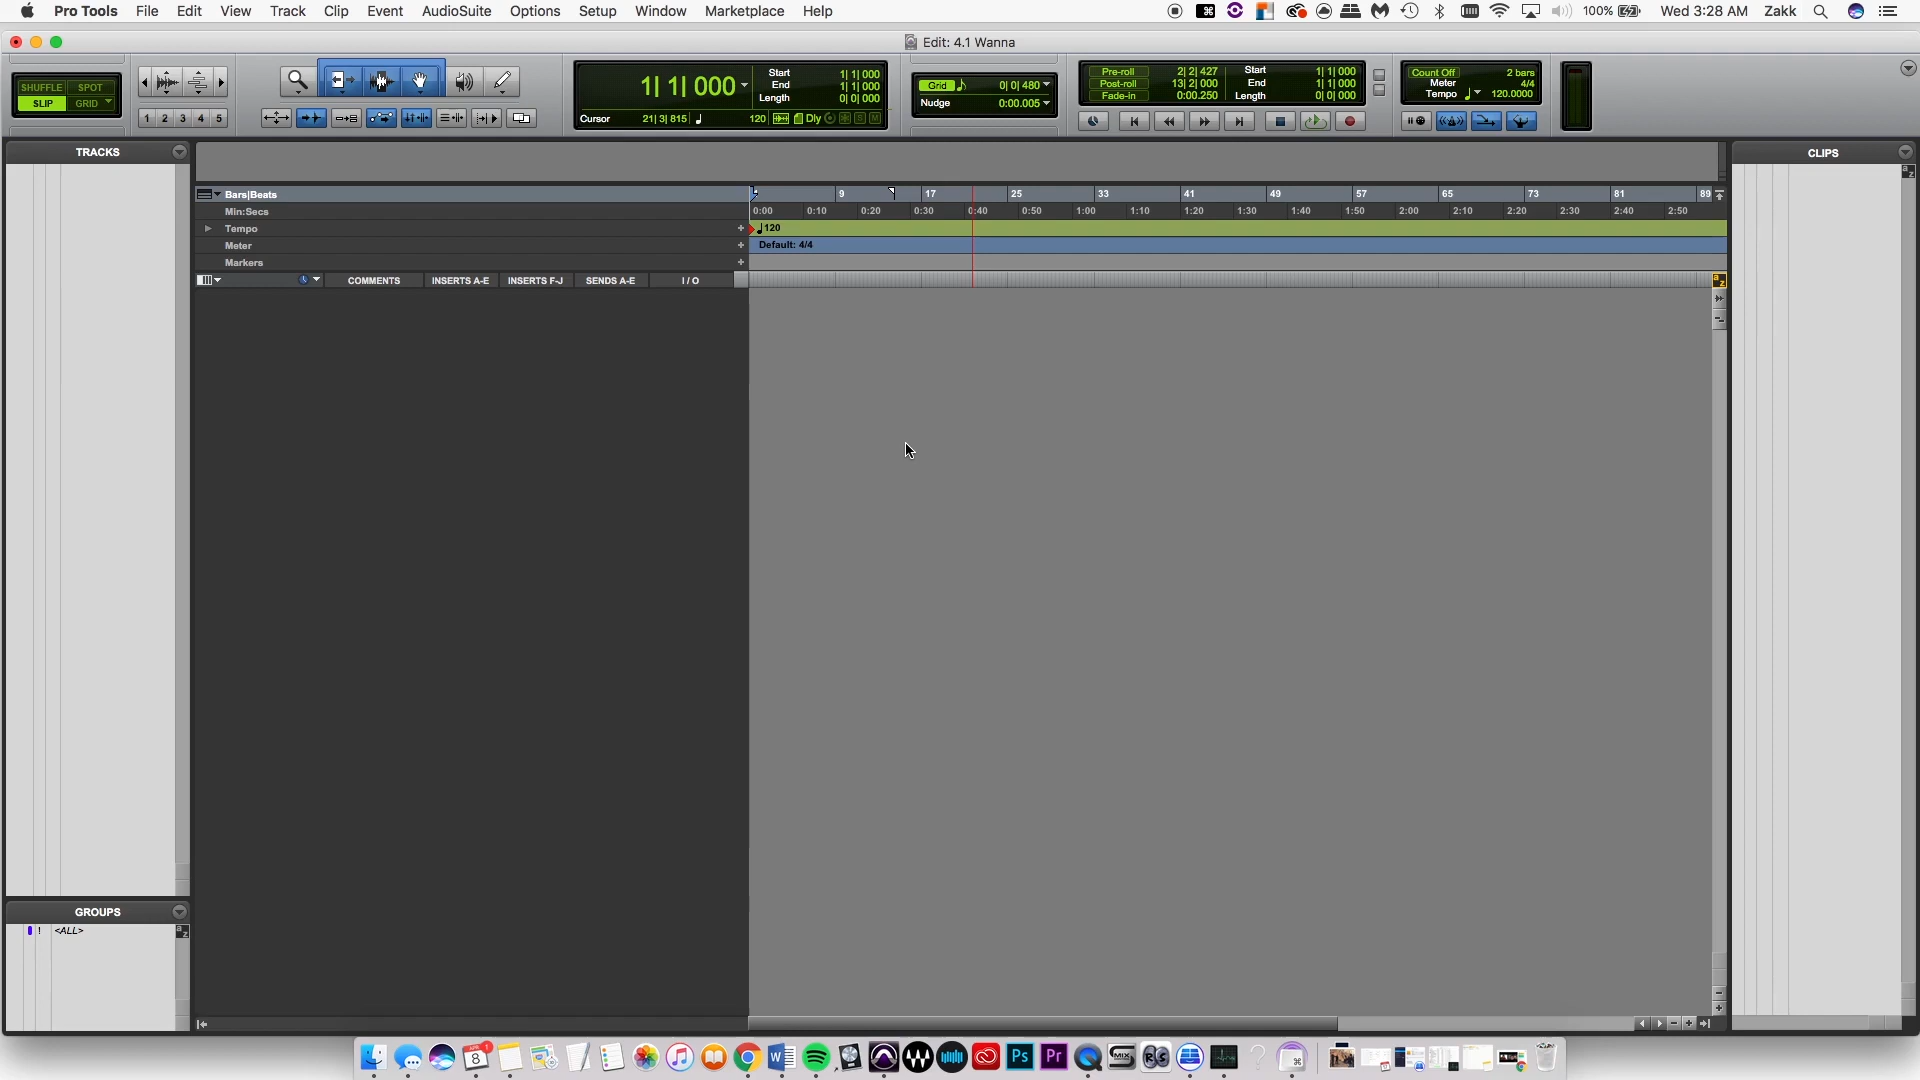 Pro Tools File Edit View Track Clip Event AudioSuite Options Setup Window Marketplace Help 100% Wed 3:28 AM Zakk
Edit: 4.1 Wanna
SHUFFLE SPOT
SLIP GRID
1 2 3 4 5
1| 1| 000
Start 1| 1| 000
End 1| 1| 000
Length 0| 0| 000
Cursor 21| 3| 815 120 Dly
Grid 0| 0| 480
Nudge 0:00.005
Pre-roll 2| 2| 427 Start 1| 1| 000
Post-roll 13| 2| 000 End 1| 1| 000
Fade-in 0:00.250 Length 0| 0| 000
Count Off 2 bars
Meter 4/4
Tempo 120.0000
TRACKS
CLIPS
Bars|Beats 9 17 25 33 41 49 57 65 73 81 89
Min:Secs 0:00 0:10 0:20 0:30 0:40 0:50 1:00 1:10 1:20 1:30 1:40 1:50 2:00 2:10 2:20 2:30 2:40 2:50
Tempo 120
Meter Default: 4/4
Markers
COMMENTS INSERTS A-E INSERTS F-J SENDS A-E I / O
GROUPS
! <ALL>
8
W
Ps
Pr
MIX
RS